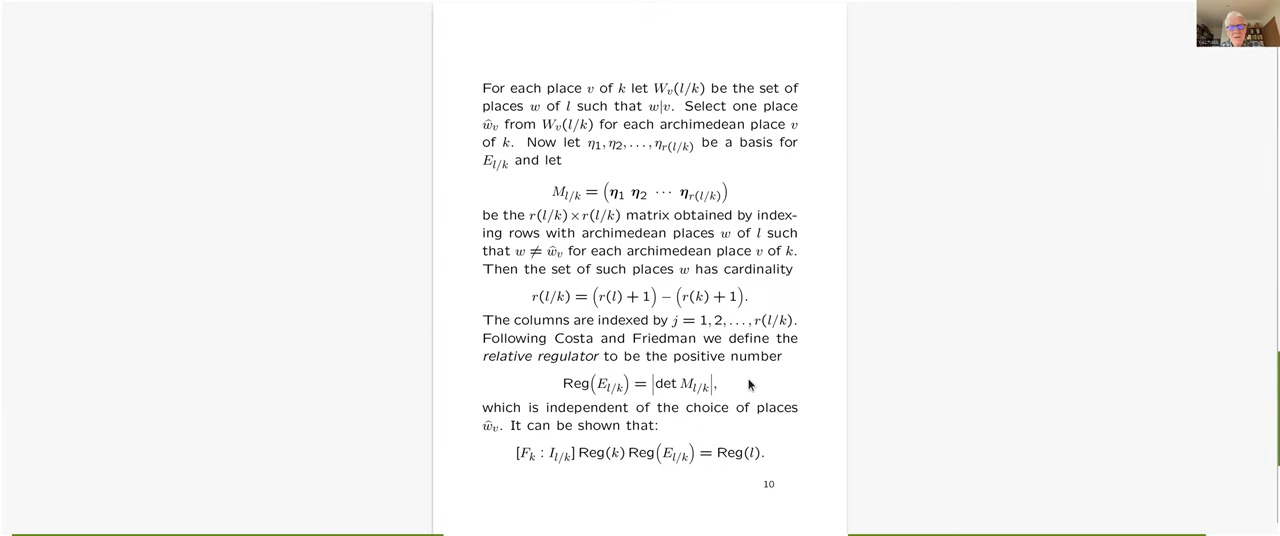 For each place v of k let W_v(l/k) be the set of
places w of l such that w|v. Select one place
ŵ_v from W_v(l/k) for each archimedean place v
of k. Now let η_1, η_2, . . . , η_{r(l/k)} be a basis for
E_{l/k} and let
M_{l/k} = (η_1 η_2 ··· η_{r(l/k)})
be the r(l/k)×r(l/k) matrix obtained by index-
ing rows with archimedean places w of l such
that w ≠ ŵ_v for each archimedean place v of k.
Then the set of such places w has cardinality
r(l/k) = (r(l) + 1) − (r(k) + 1).
The columns are indexed by j = 1, 2, . . . , r(l/k).
Following Costa and Friedman we define the
relative regulator to be the positive number
Reg(E_{l/k}) = |det M_{l/k}|,
which is independent of the choice of places
ŵ_v. It can be shown that:
[F_k : I_{l/k}] Reg(k) Reg(E_{l/k}) = Reg(l).
10